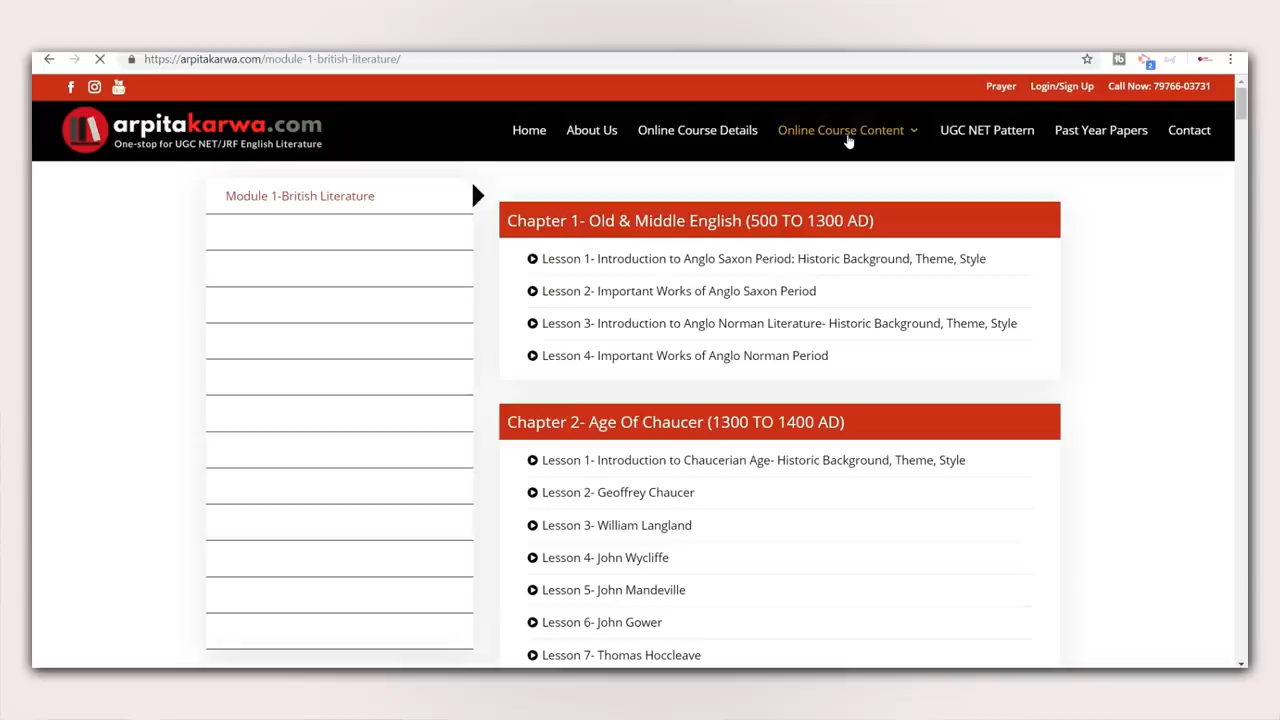 https://arpitakarwa.com/module-1-british-literature/
Prayer Login/Sign Up Call Now: 79766-03731
arpitakarwa.com
One-stop for UGC NET/JRF English Literature
Home About Us Online Course Details Online Course Content UGC NET Pattern Past Year Papers Contact
Module 1-British Literature
Chapter 1- Old & Middle English (500 TO 1300 AD)
Lesson 1- Introduction to Anglo Saxon Period: Historic Background, Theme, Style
Lesson 2- Important Works of Anglo Saxon Period
Lesson 3- Introduction to Anglo Norman Literature- Historic Background, Theme, Style
Lesson 4- Important Works of Anglo Norman Period
Chapter 2- Age Of Chaucer (1300 TO 1400 AD)
Lesson 1- Introduction to Chaucerian Age- Historic Background, Theme, Style
Lesson 2- Geoffrey Chaucer
Lesson 3- William Langland
Lesson 4- John Wycliffe
Lesson 5- John Mandeville
Lesson 6- John Gower
Lesson 7- Thomas Hoccleave